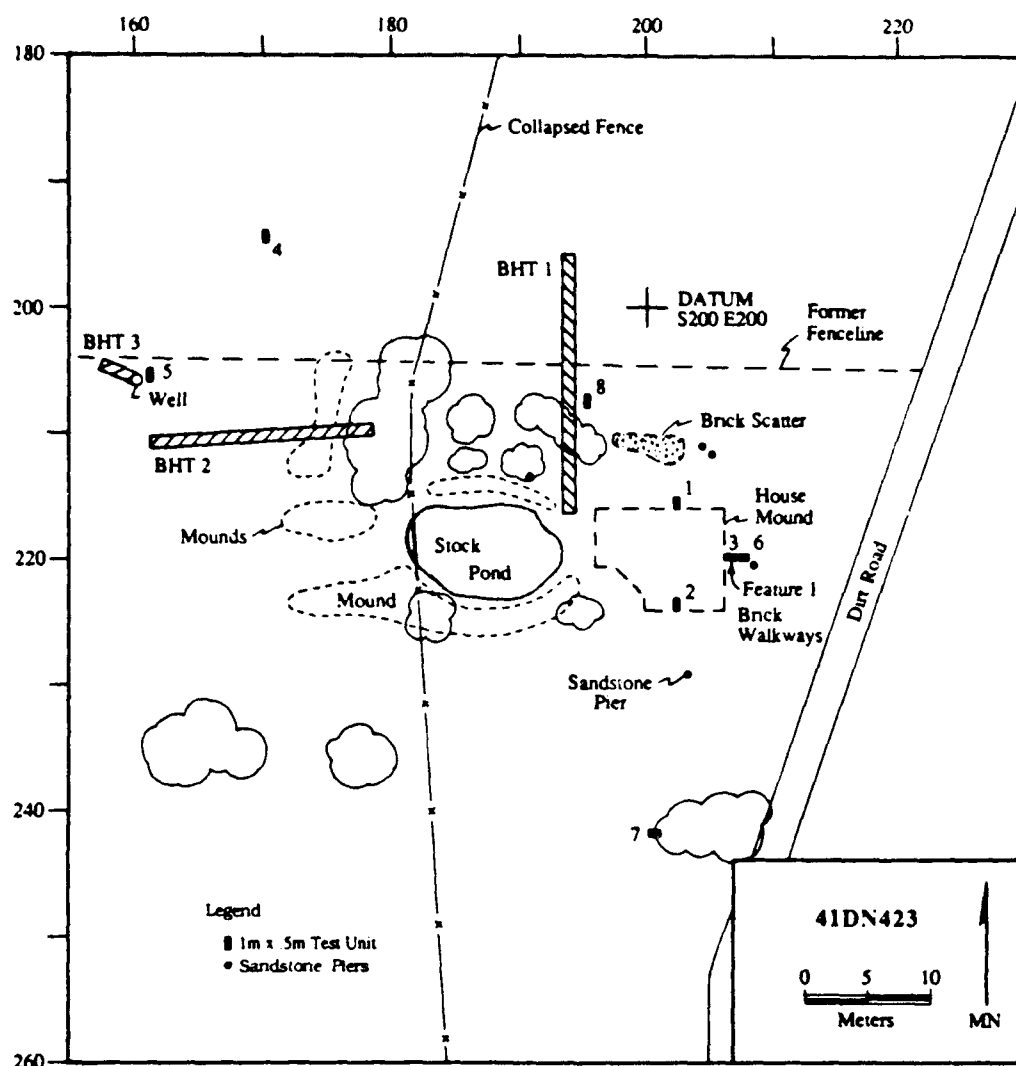 160
180
200
220
180
Collapsed Fence
4
BHT 1
DATUM
S200 E200
200
Former
Fenceline
BHT 3
5
Well
8
Brick Scatter
BHT 2
1
House
Mound
Mounds
Stock
Pond
3 6
220
Feature 1
Mound
2
Brick
Walkways
Dirt Road
Sandstone
Pier
240
7
Legend
1m x .5m Test Unit
Sandstone Piers
41DN423
0 5 10
Meters
MN
260